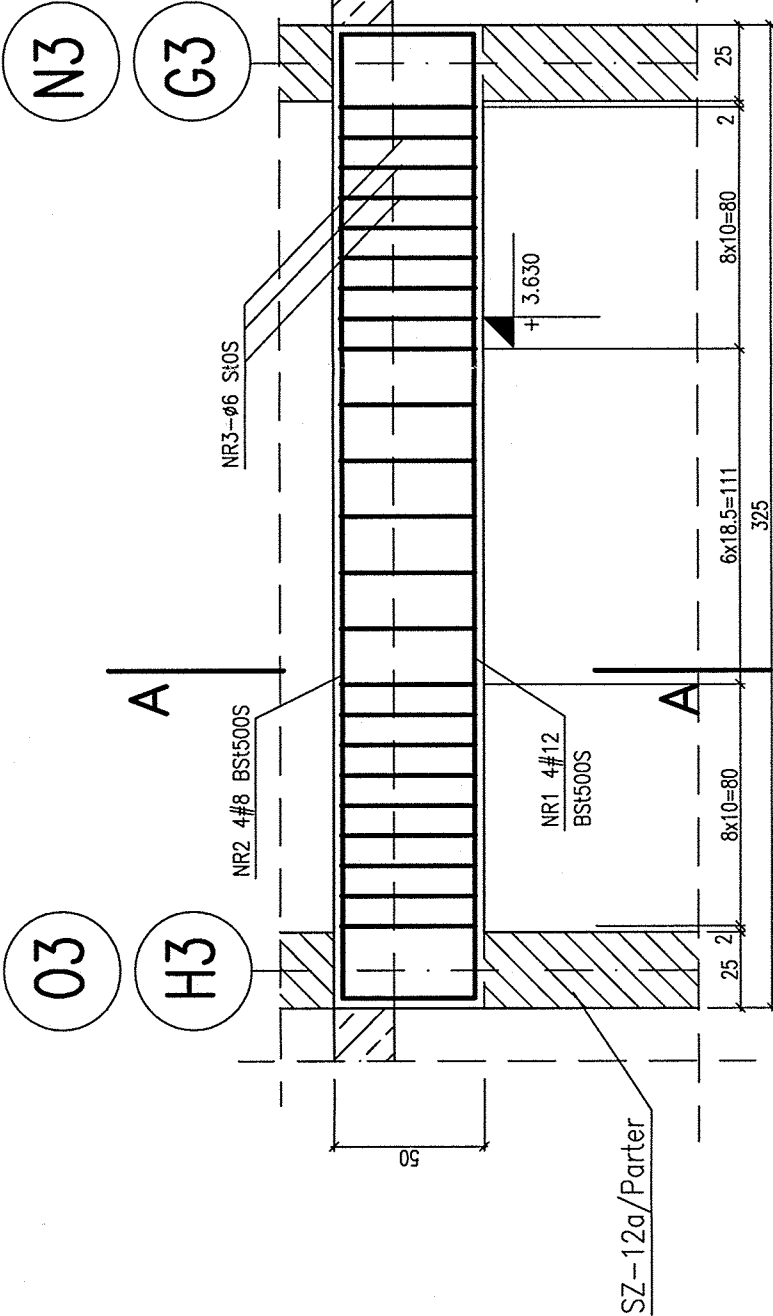 O3
H3
N3
G3
A
NR2 4#8 BSt500S
NR3-ø6 St0S
50
+ 3.630
NR1 4#12
BSt500S
A
SZ-12a/Parter
25
2
8x10=80
6x18.5=111
8x10=80
2
25
325